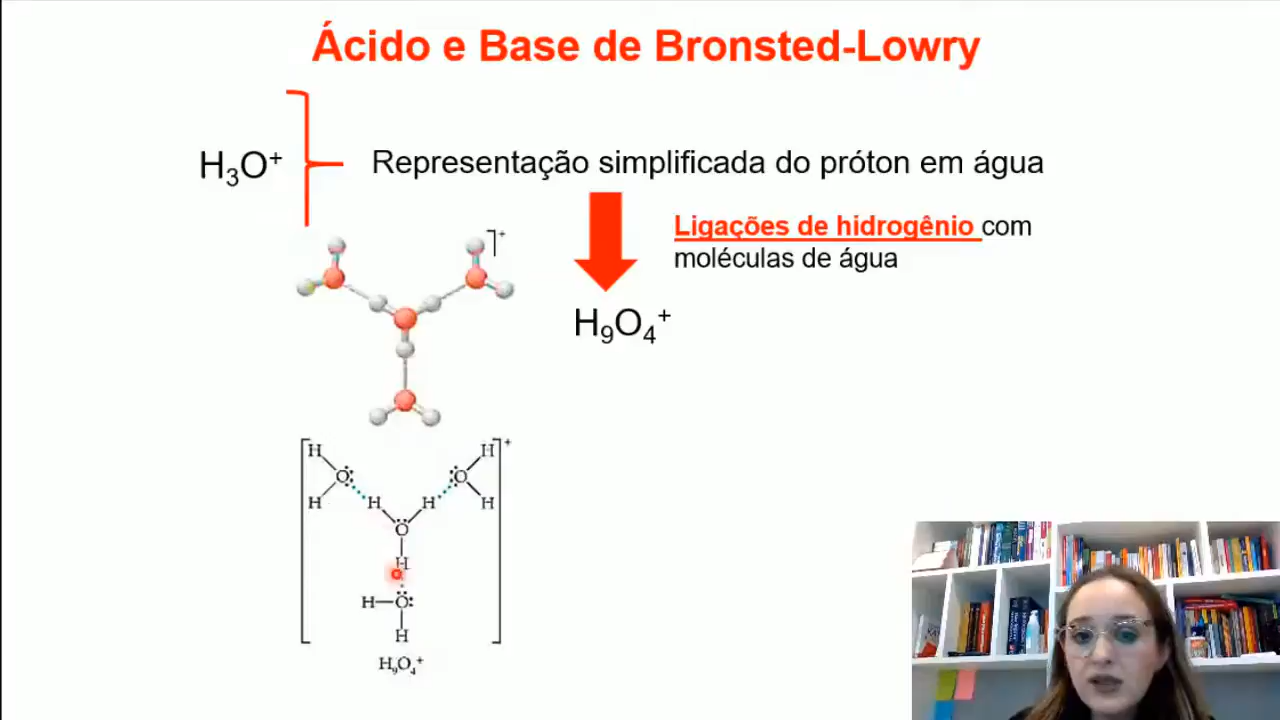 Ácido e Base de Bronsted-Lowry
H₃O⁺
Representação simplificada do próton em água
Ligações de hidrogênio com
moléculas de água
H₉O₄⁺
+
+
H H
O O
H H H H
O
H
H O
H
H₉O₄⁺